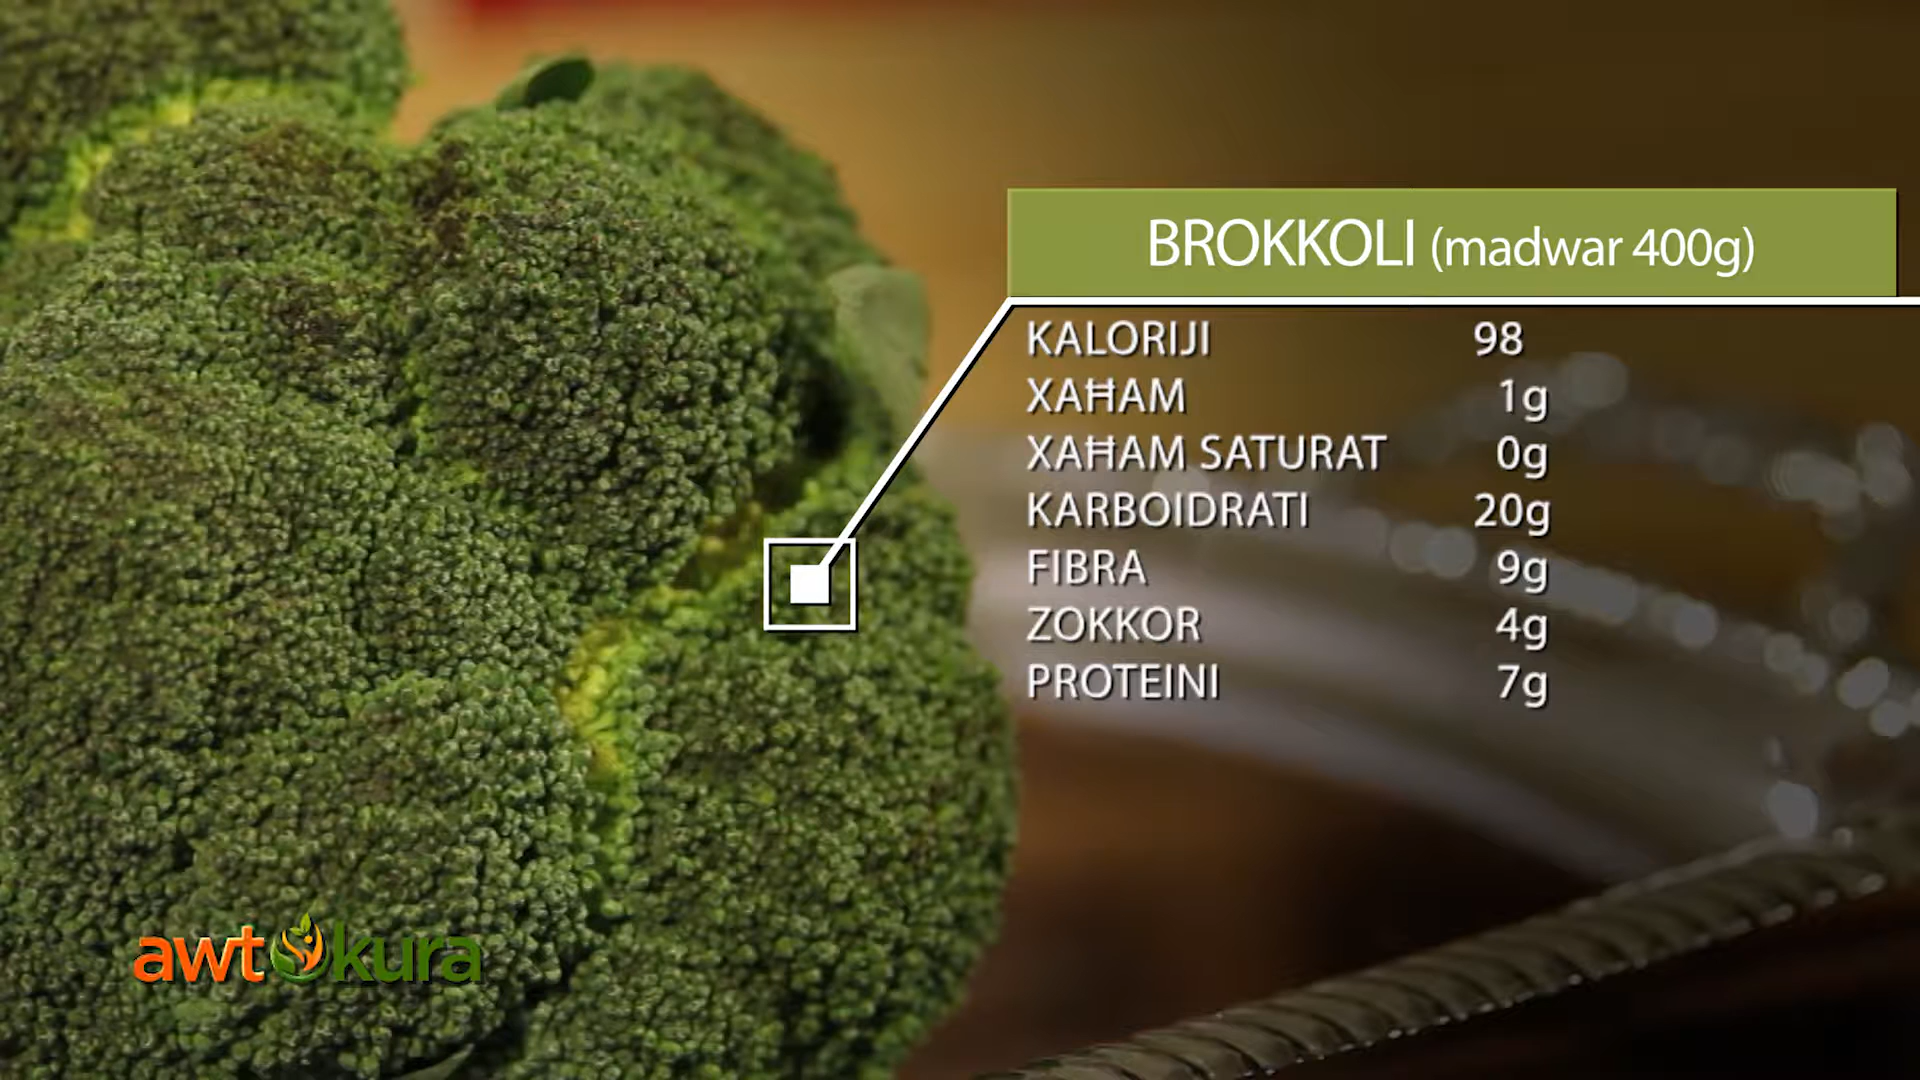 BROKKOLI (madwar 400g)
KALORIJI 98
XAĦAM 1g
XAĦAM SATURAT 0g
KARBOIDRATI 20g
FIBRA 9g
ZOKKOR 4g
PROTEINI 7g
awtokura